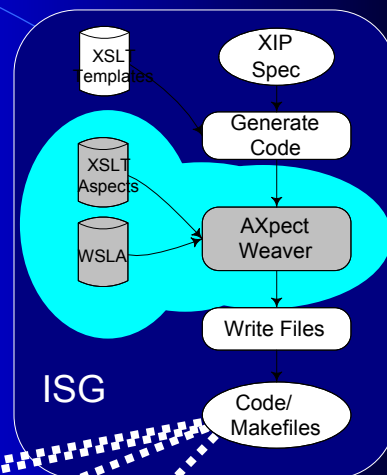 XSLT
Templates
XIP
Spec
Generate
Code
XSLT
Aspects
WSLA
AXpect
Weaver
Write Files
ISG
Code/
Makefiles